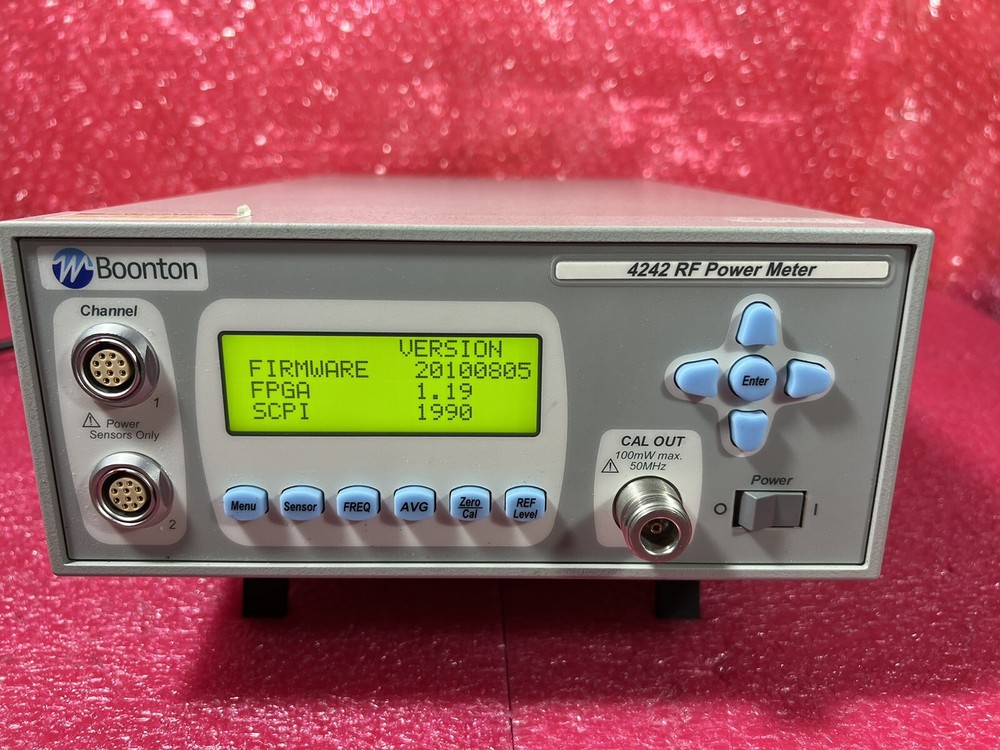 Boonton
4242 RF Power Meter
Channel
1
⚠ Power
Sensors Only
2
VERSION
FIRMWARE 20100805
FPGA 1.19
SCPI 1990
Menu
Sensor
FREQ
AVG
Zero
Cal
REF
Level
Enter
CAL OUT
100mW max.
⚠ 50MHz
Power
O I